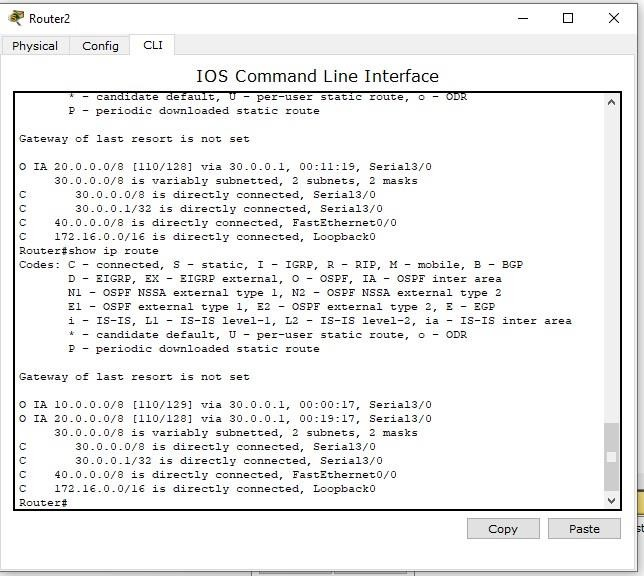 Router2
Physical Config CLI
IOS Command Line Interface
* - candidate default, U - per-user static route, o - ODR
P - periodic downloaded static route
Gateway of last resort is not set
O IA 20.0.0.0/8 [110/128] via 30.0.0.1, 00:11:19, Serial3/0
30.0.0.0/8 is variably subnetted, 2 subnets, 2 masks
C 30.0.0.0/8 is directly connected, Serial3/0
C 30.0.0.1/32 is directly connected, Serial3/0
C 40.0.0.0/8 is directly connected, FastEthernet0/0
C 172.16.0.0/16 is directly connected, Loopback0
Router#show ip route
Codes: C - connected, S - static, I - IGRP, R - RIP, M - mobile, B - BGP
D - EIGRP, EX - EIGRP external, O - OSPF, IA - OSPF inter area
N1 - OSPF NSSA external type 1, N2 - OSPF NSSA external type 2
E1 - OSPF external type 1, E2 - OSPF external type 2, E - EGP
i - IS-IS, L1 - IS-IS level-1, L2 - IS-IS level-2, ia - IS-IS inter area
* - candidate default, U - per-user static route, o - ODR
P - periodic downloaded static route
Gateway of last resort is not set
O IA 10.0.0.0/8 [110/129] via 30.0.0.1, 00:00:17, Serial3/0
O IA 20.0.0.0/8 [110/128] via 30.0.0.1, 00:19:17, Serial3/0
30.0.0.0/8 is variably subnetted, 2 subnets, 2 masks
C 30.0.0.0/8 is directly connected, Serial3/0
C 30.0.0.1/32 is directly connected, Serial3/0
C 40.0.0.0/8 is directly connected, FastEthernet0/0
C 172.16.0.0/16 is directly connected, Loopback0
Router#
Copy Paste